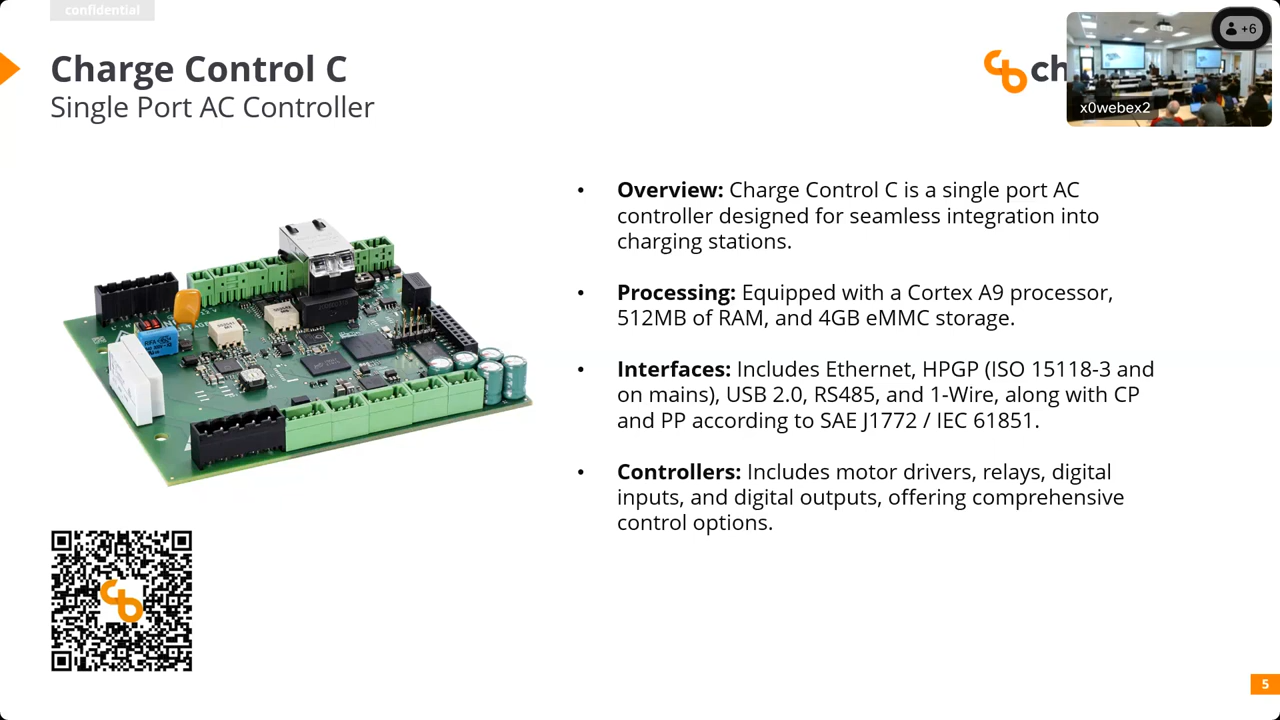 confidential
Charge Control C
Single Port AC Controller
ch
+6
x0webex2
• Overview: Charge Control C is a single port AC
controller designed for seamless integration into
charging stations.
• Processing: Equipped with a Cortex A9 processor,
512MB of RAM, and 4GB eMMC storage.
• Interfaces: Includes Ethernet, HPGP (ISO 15118-3 and
on mains), USB 2.0, RS485, and 1-Wire, along with CP
and PP according to SAE J1772 / IEC 61851.
• Controllers: Includes motor drivers, relays, digital
inputs, and digital outputs, offering comprehensive
control options.
5